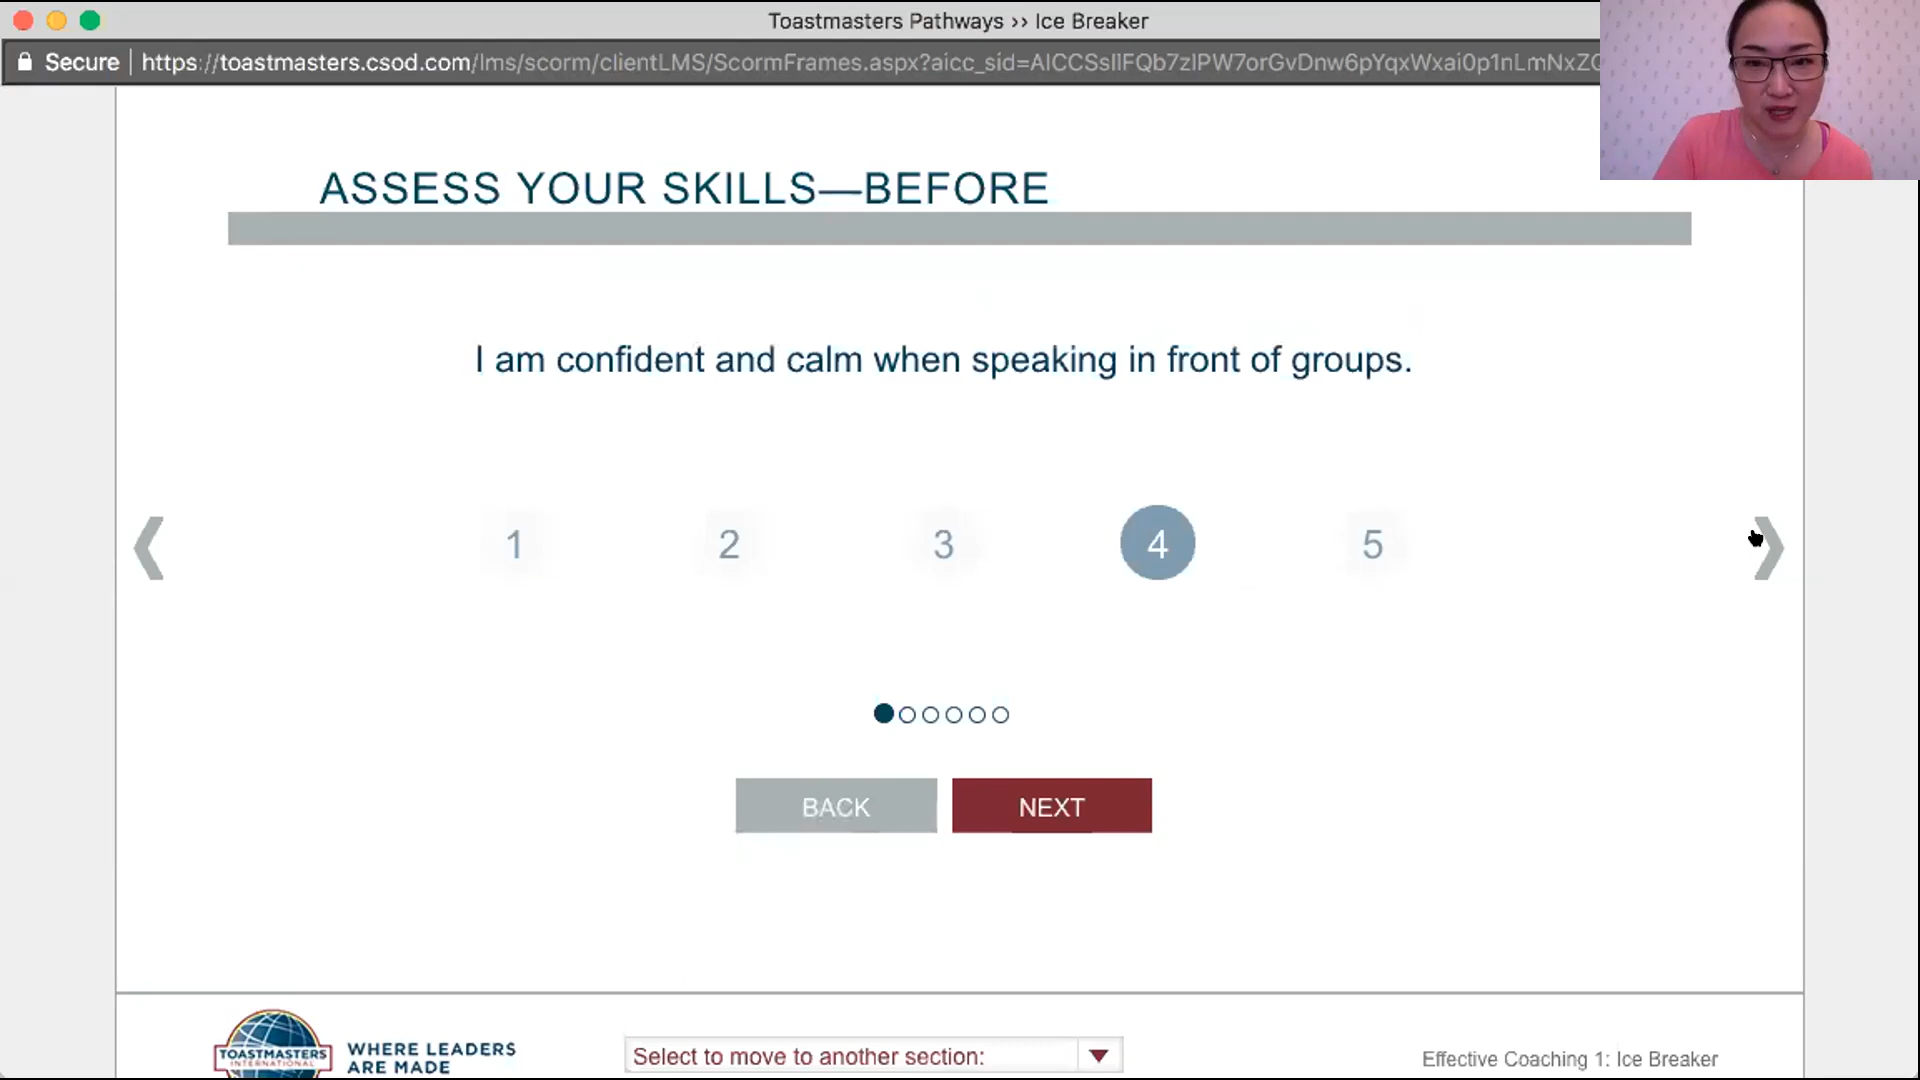 Toastmasters Pathways ›› Ice Breaker
Secure
https://toastmasters.csod.com/lms/scorm/clientLMS/ScormFrames.aspx?aicc_sid=
ASSESS YOUR SKILLS—BEFORE
I am confident and calm when speaking in front of groups.
1 2 3 4 5
BACK NEXT
TOASTMASTERS
INTERNATIONAL
WHERE LEADERS
ARE MADE
Select to move to another section:
Effective Coaching 1: Ice Breaker